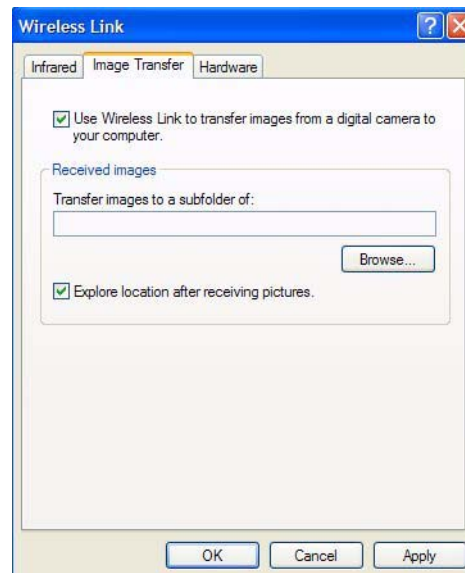 Wireless Link
Infrared
Image Transfer
Hardware
Use Wireless Link to transfer images from a digital camera to
your computer.
Received images
Transfer images to a subfolder of:
Browse...
Explore location after receiving pictures.
OK
Cancel
Apply